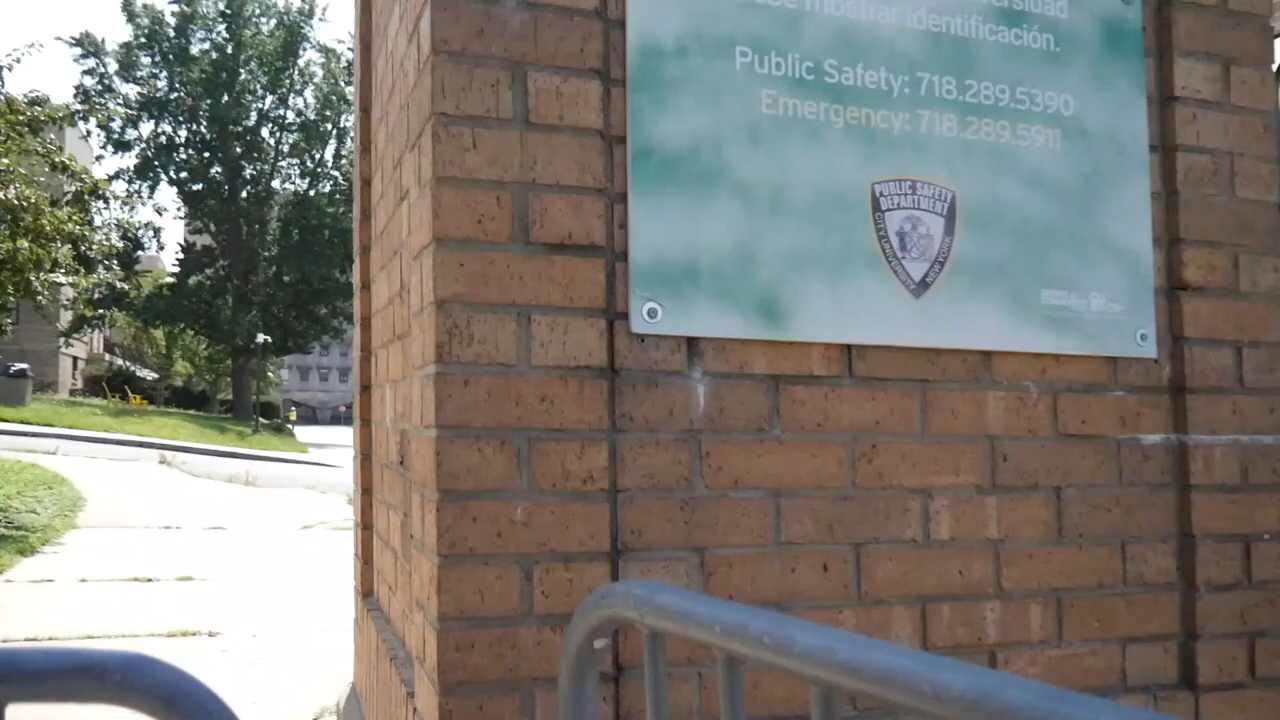 mostrar identificación.
Public Safety: 718.289.5390
Emergency: 718.289.5911
PUBLIC SAFETY
DEPARTMENT
CITY UNIVERSITY
NEW YORK